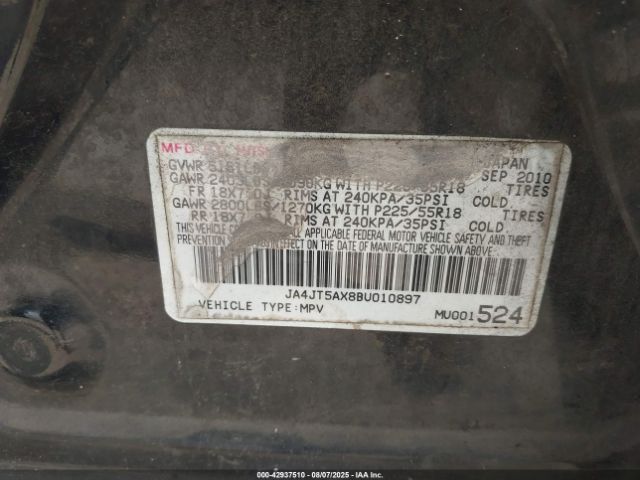 MFD JAPAN
GVWR SEP 2010
GAWR KG WITH P225/55R18 TIRES
FR 18X7 RIMS AT 240KPA/35PSI COLD
GAWR 2800LBS/1270KG WITH P225/55R18 TIRES
RR 18X7 RIMS AT 240KPA/35PSI COLD
THIS VEHICLE ALL APPLICABLE FEDERAL MOTOR VEHICLE SAFETY AND THEFT
PREVENTION EFFECT ON THE DATE OF MANUFACTURE SHOWN ABOVE.
JA4JT5AX8BU010897
VEHICLE TYPE:MPV MU001 524
000-42937510 - 08/07/2025 - IAAI.COM